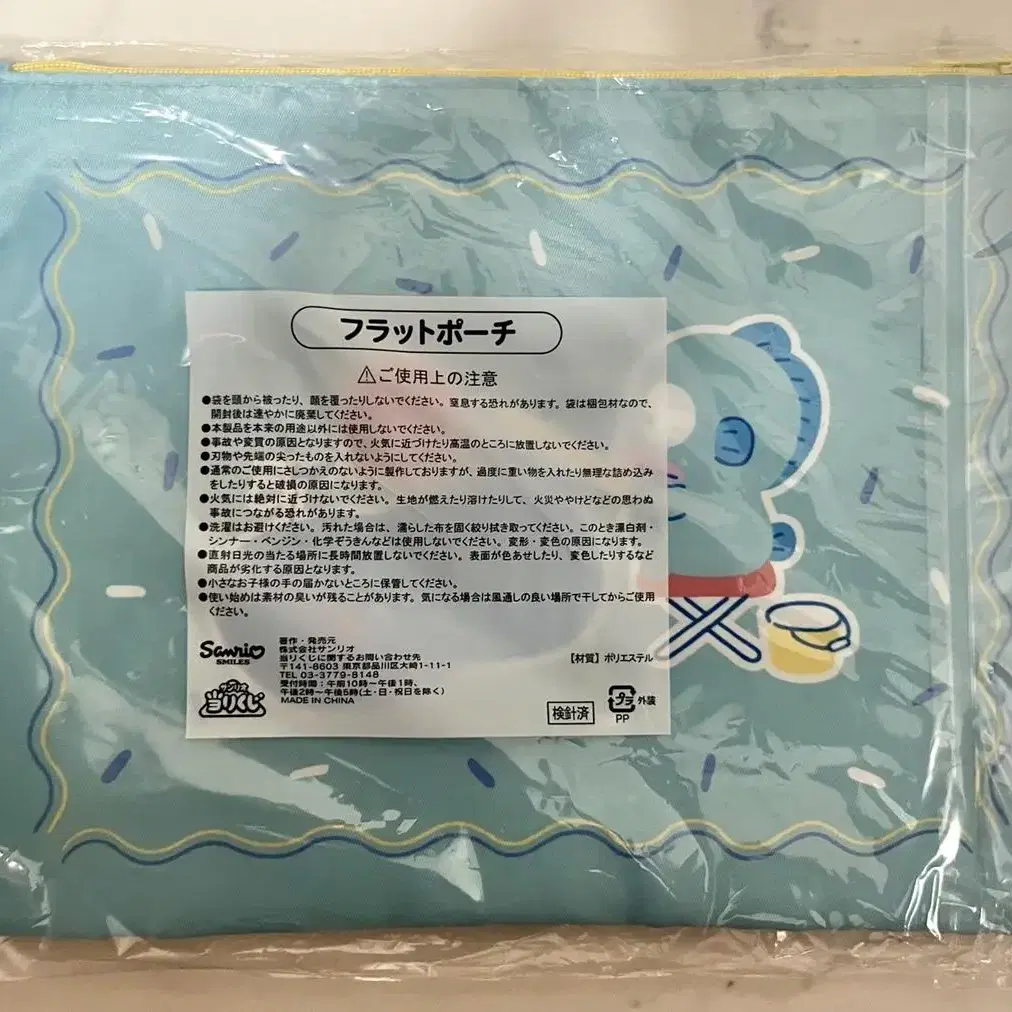 フラットポーチ
⚠ご使用上の注意
●袋を頭から被ったり、顔を覆ったりしないでください。窒息する恐れがあります。袋は梱包材なので、
開封後は速やかに廃棄してください。
●本製品を本来の用途以外には使用しないでください。
●事故や変質の原因となりますので、火気に近づけたり高温のところに放置しないでください。
●刃物や先端の尖ったものを入れないようにしてください。
●通常のご使用にさしつかえのないように製作しておりますが、過度に重い物を入れたり無理な詰め込み
をしたりすると破損の原因になります。
●火気には絶対に近づけないでください。生地が燃えたり溶けたりして、火災ややけどなどの思わぬ
事故につながる恐れがあります。
●洗濯はお避けください。汚れた場合は、濡らした布を固く絞り拭き取ってください。このとき漂白剤・
シンナー・ベンジン・化学ぞうきんなどは使用しないでください。変形・変色の原因になります。
●直射日光の当たる場所に長時間放置しないでください。表面が色あせしたり、変色したりするなど
商品が劣化する原因となります。
●小さなお子様の手の届かないところに保管してください。
●使い始めは素材の臭いが残ることがあります。気になる場合は風通しの良い場所で干してからご使用
ください。
Sanrio
SMILES
サンリオ
当りくじ
著作・発売元
株式会社サンリオ
当りくじに関するお問い合わせ先
〒141-8603 東京都品川区大崎1-11-1
TEL 03-3779-8148
受付時間：午前10時～午後1時、
午後2時～午後5時(土・日・祝日を除く)
MADE IN CHINA
【材質】ポリエステル
検針済
プラ 外装
PP